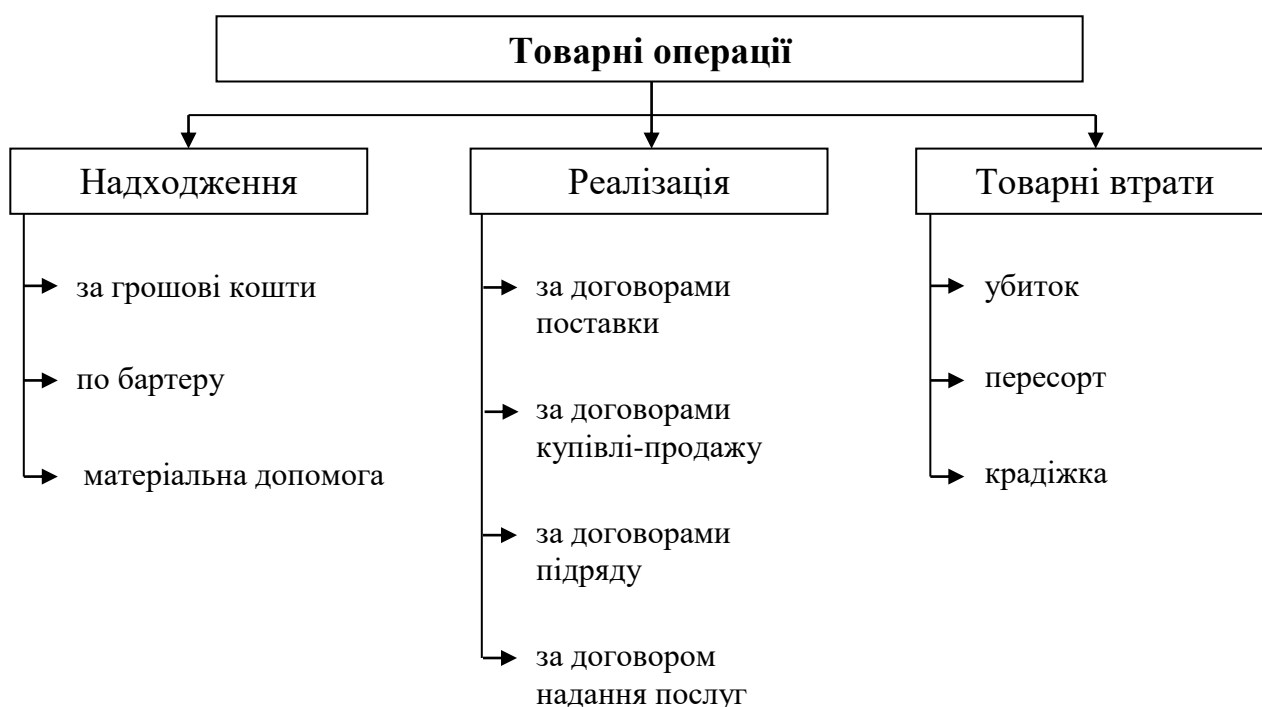 Товарні операції
Надходження
за грошові кошти
по бартеру
матеріальна допомога
Реалізація
за договорами
поставки
за договорами
купівлі-продажу
за договорами
підряду
за договором
надання послуг
Товарні втрати
убиток
пересорт
крадіжка